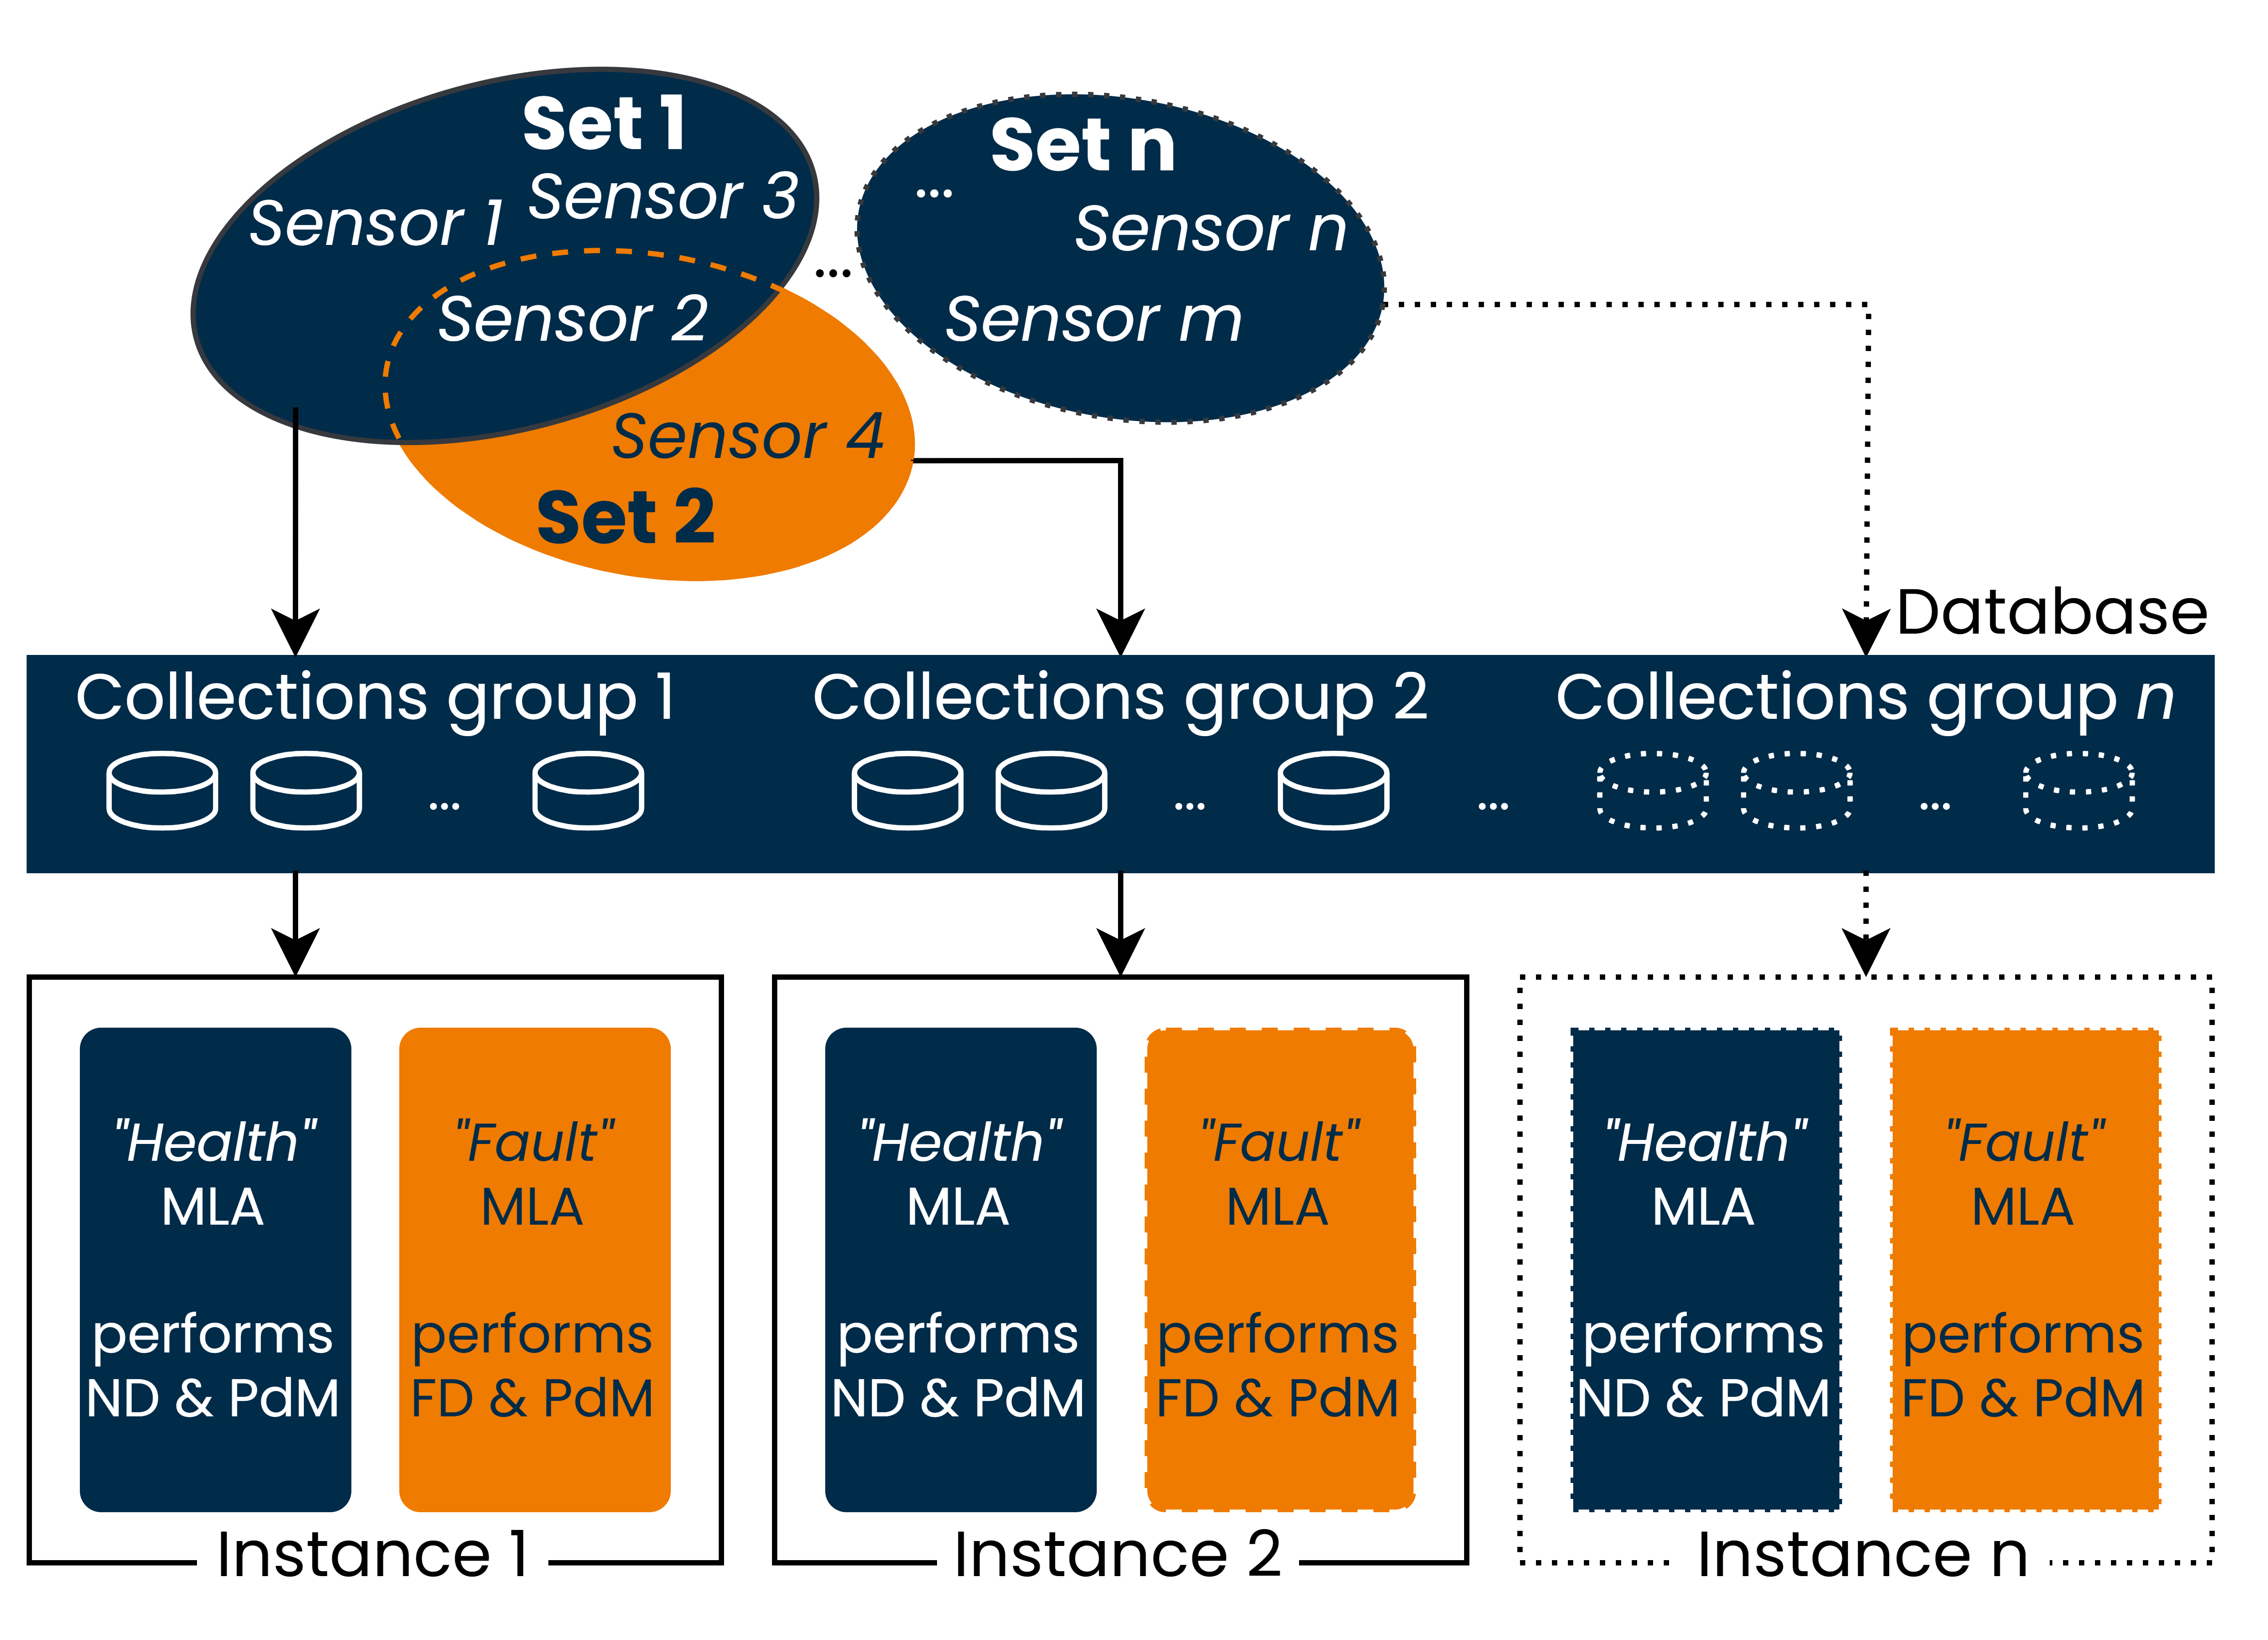 Set 1
Sensor 1
Sensor 3
Sensor 2
Sensor 4
Set 2
...
Set n
...
Sensor n
Sensor m
Database
Collections group 1
...
Collections group 2
...
...
Collections group n
...
"Health"
MLA
performs
ND & PdM
"Fault"
MLA
performs
FD & PdM
Instance 1
"Health"
MLA
performs
ND & PdM
"Fault"
MLA
performs
FD & PdM
Instance 2
"Health"
MLA
performs
ND & PdM
"Fault"
MLA
performs
FD & PdM
Instance n